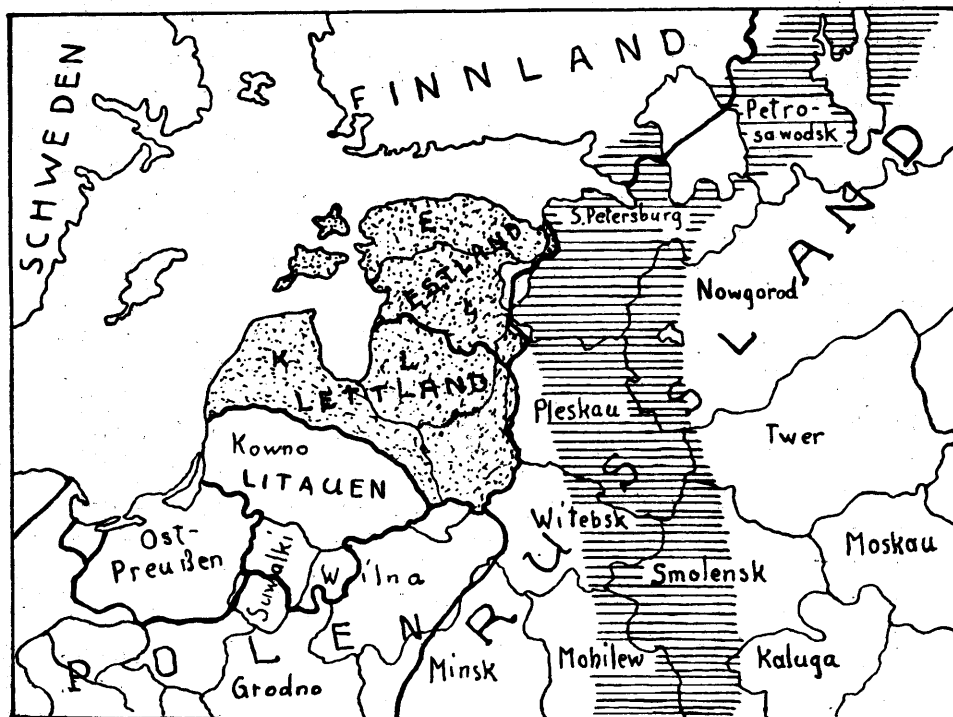 SCHWEDEN
FINNLAND
Petro-
sawodsk
S.Petersburg
E
ESTLAND
L
Nowgorod
RUSSLAND
K
L
LETTLAND
Pleskau
Twer
Kowno
LITAUEN
Witebsk
Moskau
Ost-
Preußen
Suwalki
Wilna
Smolensk
POLEN
Grodno
Minsk
Mohilew
Kaluga